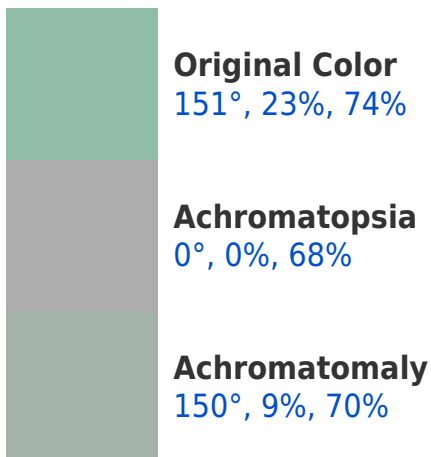 Original Color
151°, 23%, 74%
Achromatopsia
0°, 0%, 68%
Achromatomaly
150°, 9%, 70%